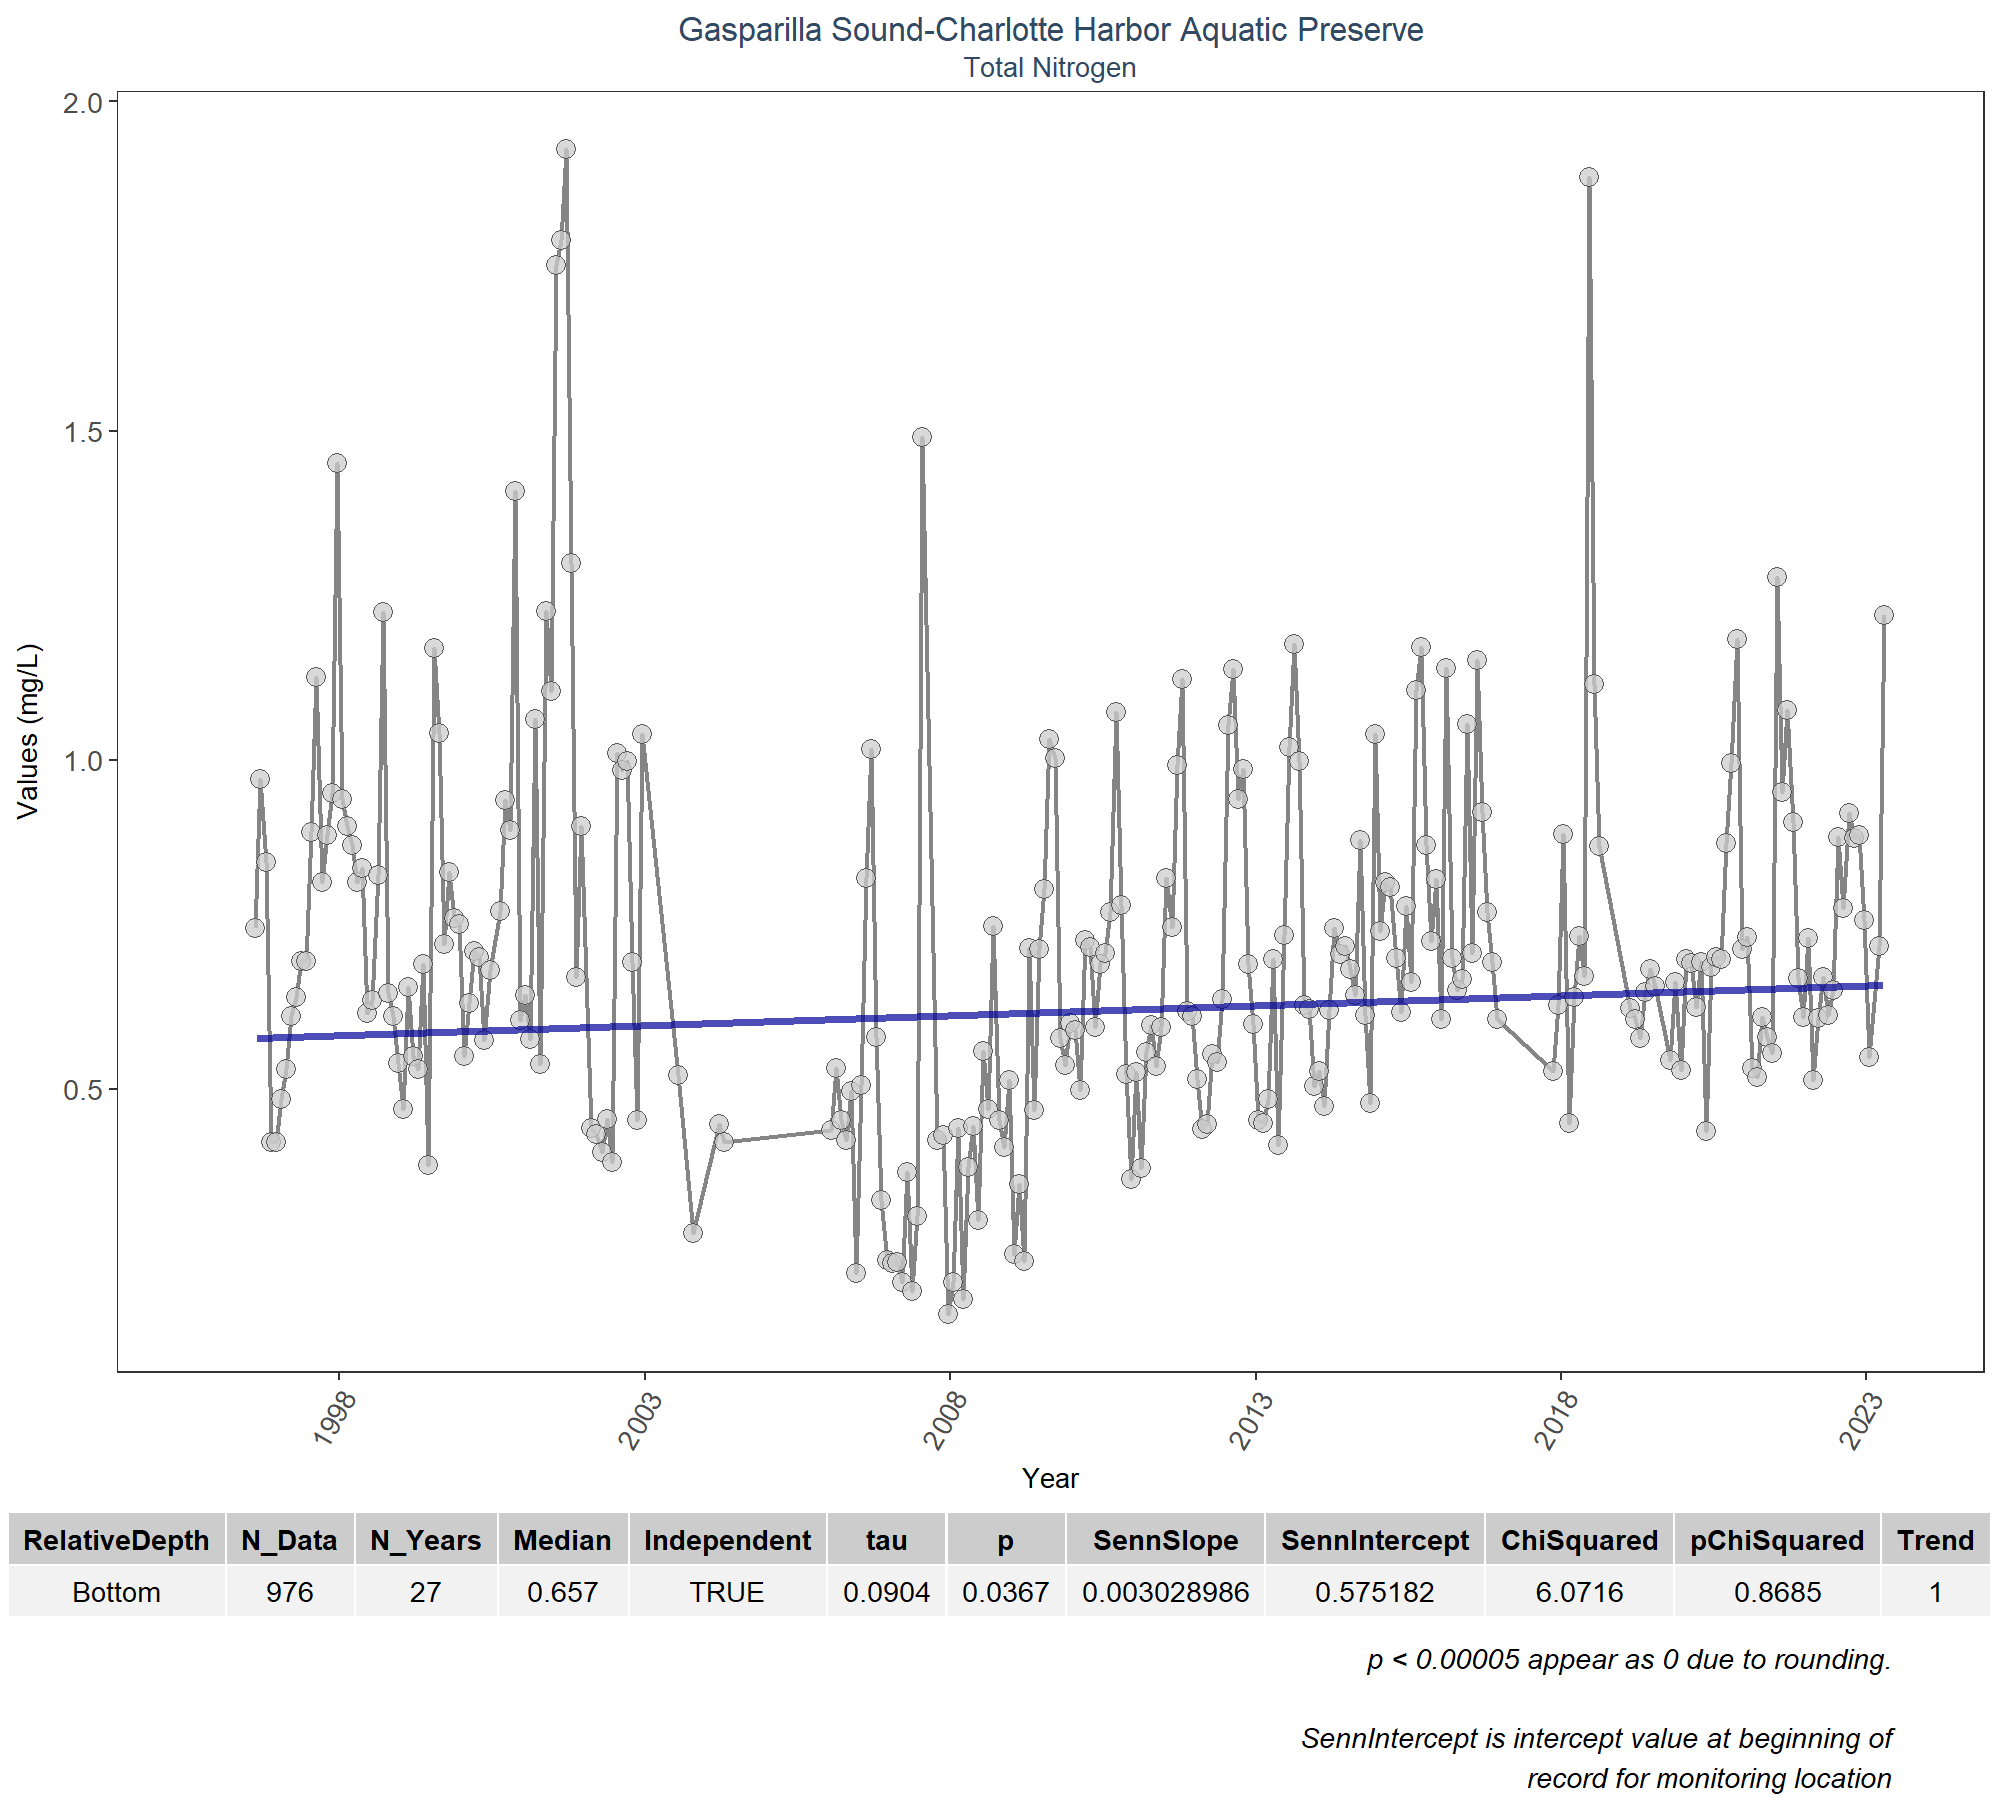 Gasparilla Sound-Charlotte Harbor Aquatic Preserve
Total Nitrogen
Values (mg/L)
2.0
1.5
1.0
0.5
1998 2003 2008 2013 2018 2023
Year
RelativeDepth N_Data N_Years Median Independent tau p SennSlope SennIntercept ChiSquared pChiSquared Trend
Bottom 976 27 0.657 TRUE 0.0904 0.0367 0.003028986 0.575182 6.0716 0.8685 1
p < 0.00005 appear as 0 due to rounding.
SennIntercept is intercept value at beginning of
record for monitoring location